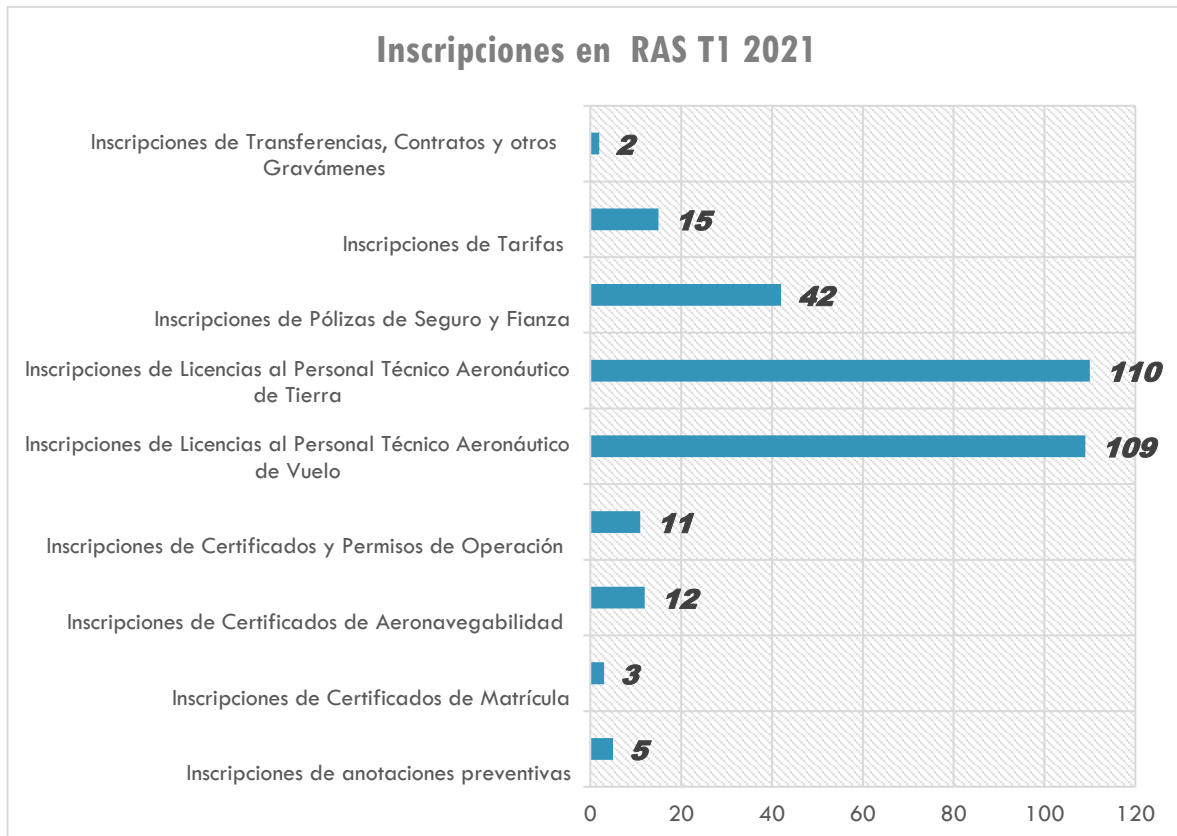 Inscripciones en RAS T1 2021
Inscripciones de Transferencias, Contratos y otros
Gravámenes
2
Inscripciones de Tarifas
15
Inscripciones de Pólizas de Seguro y Fianza
42
Inscripciones de Licencias al Personal Técnico Aeronáutico
de Tierra
110
Inscripciones de Licencias al Personal Técnico Aeronáutico
de Vuelo
109
Inscripciones de Certificados y Permisos de Operación
11
Inscripciones de Certificados de Aeronavegabilidad
12
Inscripciones de Certificados de Matrícula
3
Inscripciones de anotaciones preventivas
5
0 20 40 60 80 100 120